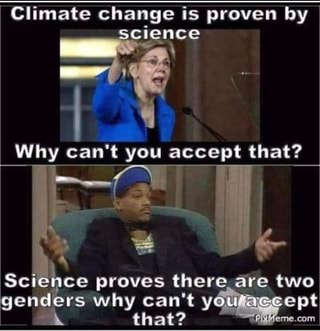 Climate change is proven by
science
Why can't you accept that?
Science proves there are two
genders why can't you accept
that?
PixMeme.com